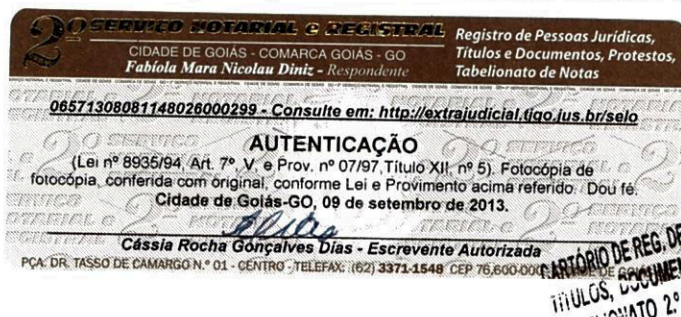 2º SERVIÇO NOTARIAL e REGISTRAL
CIDADE DE GOIÁS - COMARCA GOIÁS - GO
Fabíola Mara Nicolau Diniz - Respondente
Registro de Pessoas Jurídicas,
Títulos e Documentos, Protestos,
Tabelionato de Notas
06571308081148026000299 - Consulte em: http://extrajudicial.tjgo.jus.br/selo
AUTENTICAÇÃO
(Lei nº 8935/94, Art. 7º, V, e Prov. nº 07/97, Título XII, nº 5). Fotocópia de
fotocópia, conferida com original, conforme Lei e Provimento acima referido. Dou fé.
Cidade de Goiás-GO, 09 de setembro de 2013.
Cássia Rocha Gonçalves Dias - Escrevente Autorizada
PÇA. DR. TASSO DE CAMARGO N.º 01 - CENTRO - TELEFAX: (62) 3371-1548 CEP 76,600-000
CARTÓRIO DE REG. DE
TÍTULOS, DOCUMEN
2.º